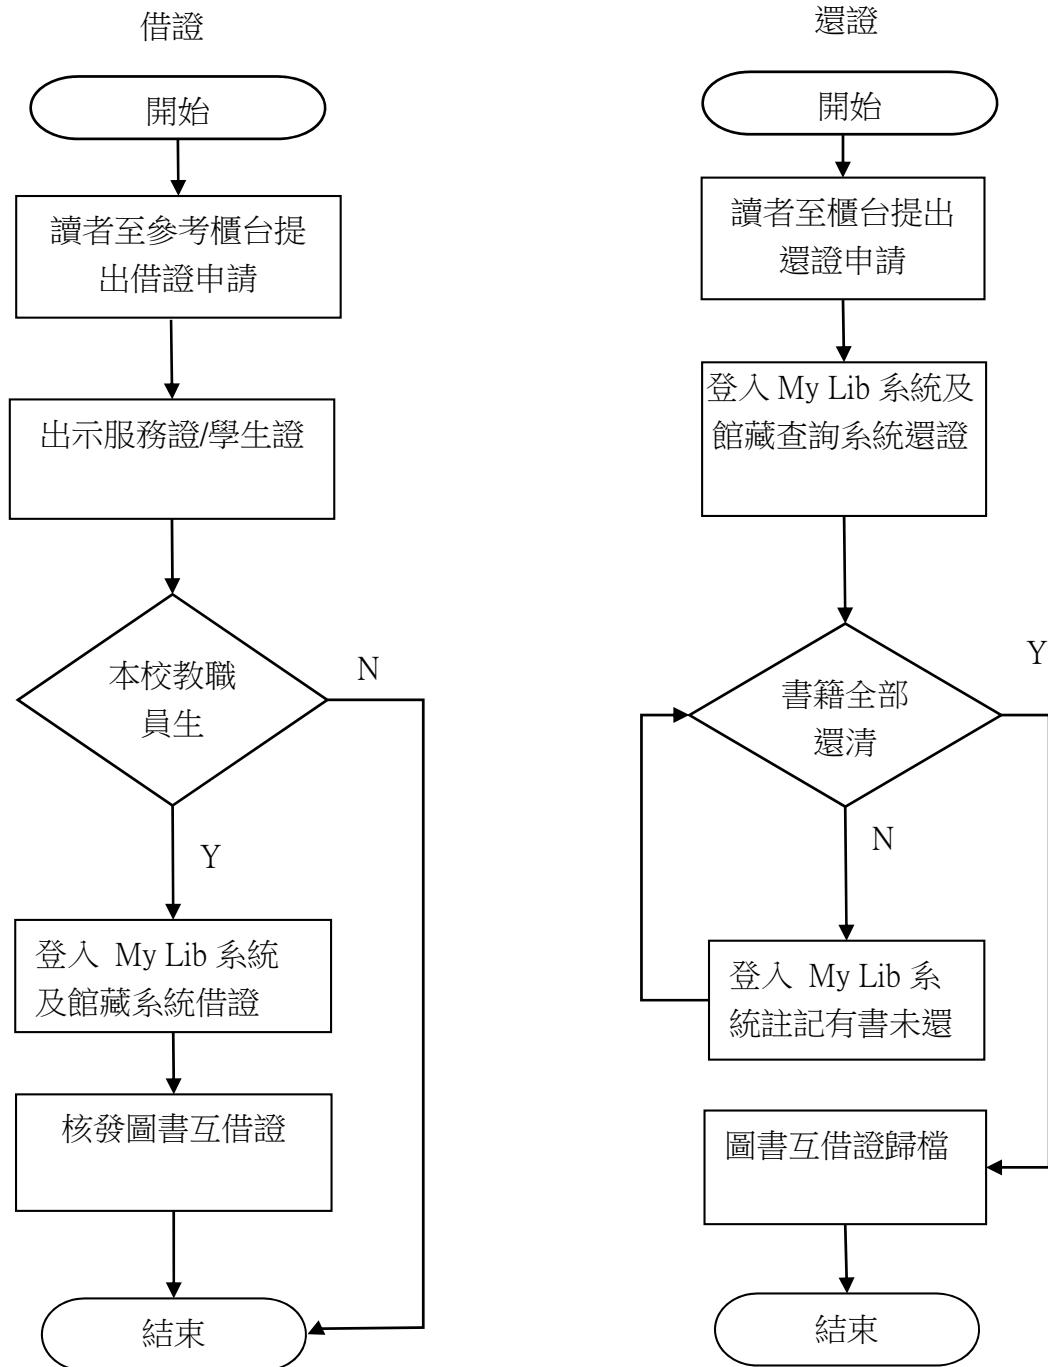 借證
開始
讀者至參考櫃台提
出借證申請
出示服務證/學生證
本校教職
員生
N
Y
登入 My Lib 系統
及館藏系統借證
核發圖書互借證
結束
還證
開始
讀者至櫃台提出
還證申請
登入 My Lib 系統及
館藏查詢系統還證
書籍全部
還清
Y
N
登入 My Lib 系
統註記有書未還
圖書互借證歸檔
結束